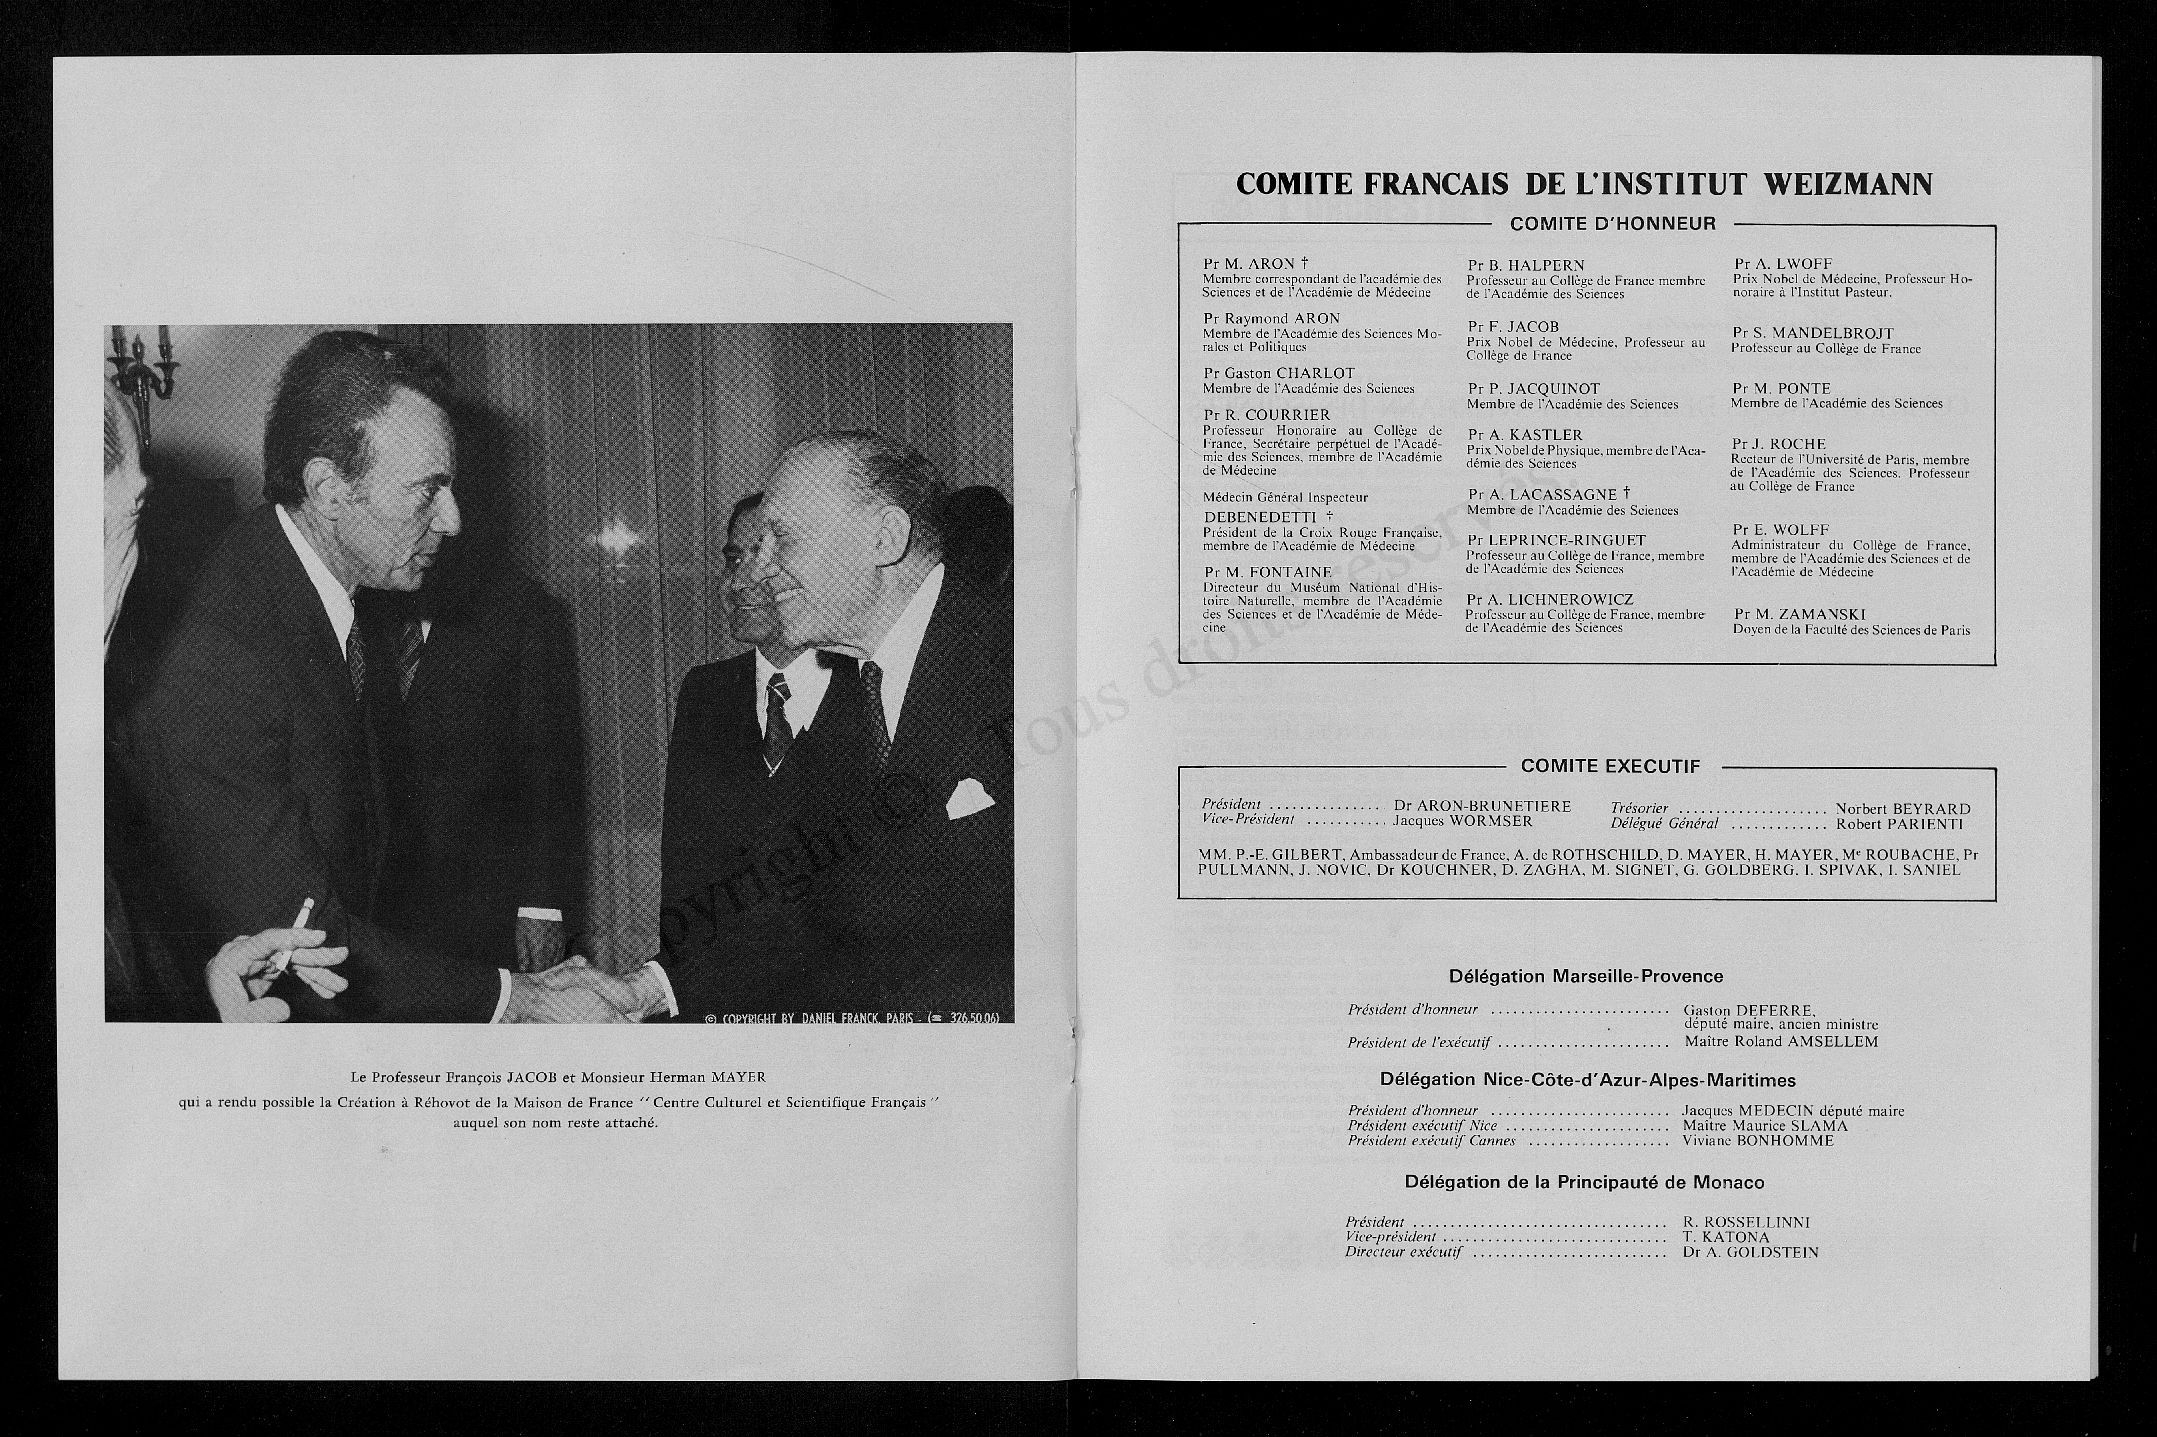 © COPYRIGHT BY DANIEL FRANCK, PARIS - (☎ 326.50.06)
Le Professeur François JACOB et Monsieur Herman MAYER
qui a rendu possible la Création à Réhovot de la Maison de France “ Centre Culturel et Scientifique Français ”
auquel son nom reste attaché.
Copyright © Tous droits réservés
COMITE FRANCAIS DE L'INSTITUT WEIZMANN
COMITE D'HONNEUR
Pr M. ARON †
Membre correspondant de l'académie des
Sciences et de l'Académie de Médecine
Pr Raymond ARON
Membre de l'Académie des Sciences Mo-
rales et Politiques
Pr Gaston CHARLOT
Membre de l'Académie des Sciences
Pr R. COURRIER
Professeur Honoraire au Collège de
France, Secrétaire perpétuel de l'Acadé-
mie des Sciences, membre de l'Académie
de Médecine
Médecin Général Inspecteur
DEBENEDETTI †
Président de la Croix Rouge Française,
membre de l'Académie de Médecine
Pr M. FONTAINE
Directeur du Muséum National d'His-
toire Naturelle, membre de l'Académie
des Sciences et de l'Académie de Méde-
cine
Pr B. HALPERN
Professeur au Collège de France membre
de l'Académie des Sciences
Pr F. JACOB
Prix Nobel de Médecine, Professeur au
Collège de France
Pr P. JACQUINOT
Membre de l'Académie des Sciences
Pr A. KASTLER
Prix Nobel de Physique, membre de l'Aca-
démie des Sciences
Pr A. LACASSAGNE †
Membre de l'Académie des Sciences
Pr LEPRINCE-RINGUET
Professeur au Collège de France, membre
de l'Académie des Sciences
Pr A. LICHNEROWICZ
Professeur au Collège de France, membre
de l'Académie des Sciences
Pr A. LWOFF
Prix Nobel de Médecine, Professeur Ho-
noraire à l'Institut Pasteur.
Pr S. MANDELBROJT
Professeur au Collège de France
Pr M. PONTE
Membre de l'Académie des Sciences
Pr J. ROCHE
Recteur de l'Université de Paris, membre
de l'Académie des Sciences. Professeur
au Collège de France
Pr E. WOLFF
Administrateur du Collège de France,
membre de l'Académie des Sciences et de
l'Académie de Médecine
Pr M. ZAMANSKI
Doyen de la Faculté des Sciences de Paris
COMITE EXECUTIF
Président ............... Dr ARON-BRUNETIERE
Vice-Président ........... Jacques WORMSER
Trésorier .................... Norbert BEYRARD
Délégué Général ............. Robert PARIENTI
MM. P.-E. GILBERT, Ambassadeur de France, A. de ROTHSCHILD, D. MAYER, H. MAYER, Me ROUBACHE, Pr
PULLMANN, J. NOVIC, Dr KOUCHNER, D. ZAGHA, M. SIGNET, G. GOLDBERG. I. SPIVAK, I. SANIEL
Délégation Marseille-Provence
Président d'honneur ........................ Gaston DEFERRE,
député maire, ancien ministre
Président de l'exécutif ....................... Maître Roland AMSELLEM
Délégation Nice-Côte-d'Azur-Alpes-Maritimes
Président d'honneur ........................ Jacques MEDECIN député maire
Président exécutif Nice ...................... Maître Maurice SLAMA
Président exécutif Cannes ................... Viviane BONHOMME
Délégation de la Principauté de Monaco
Président .................................. R. ROSSELLINNI
Vice-président .............................. T. KATONA
Directeur exécutif .......................... Dr A. GOLDSTEIN